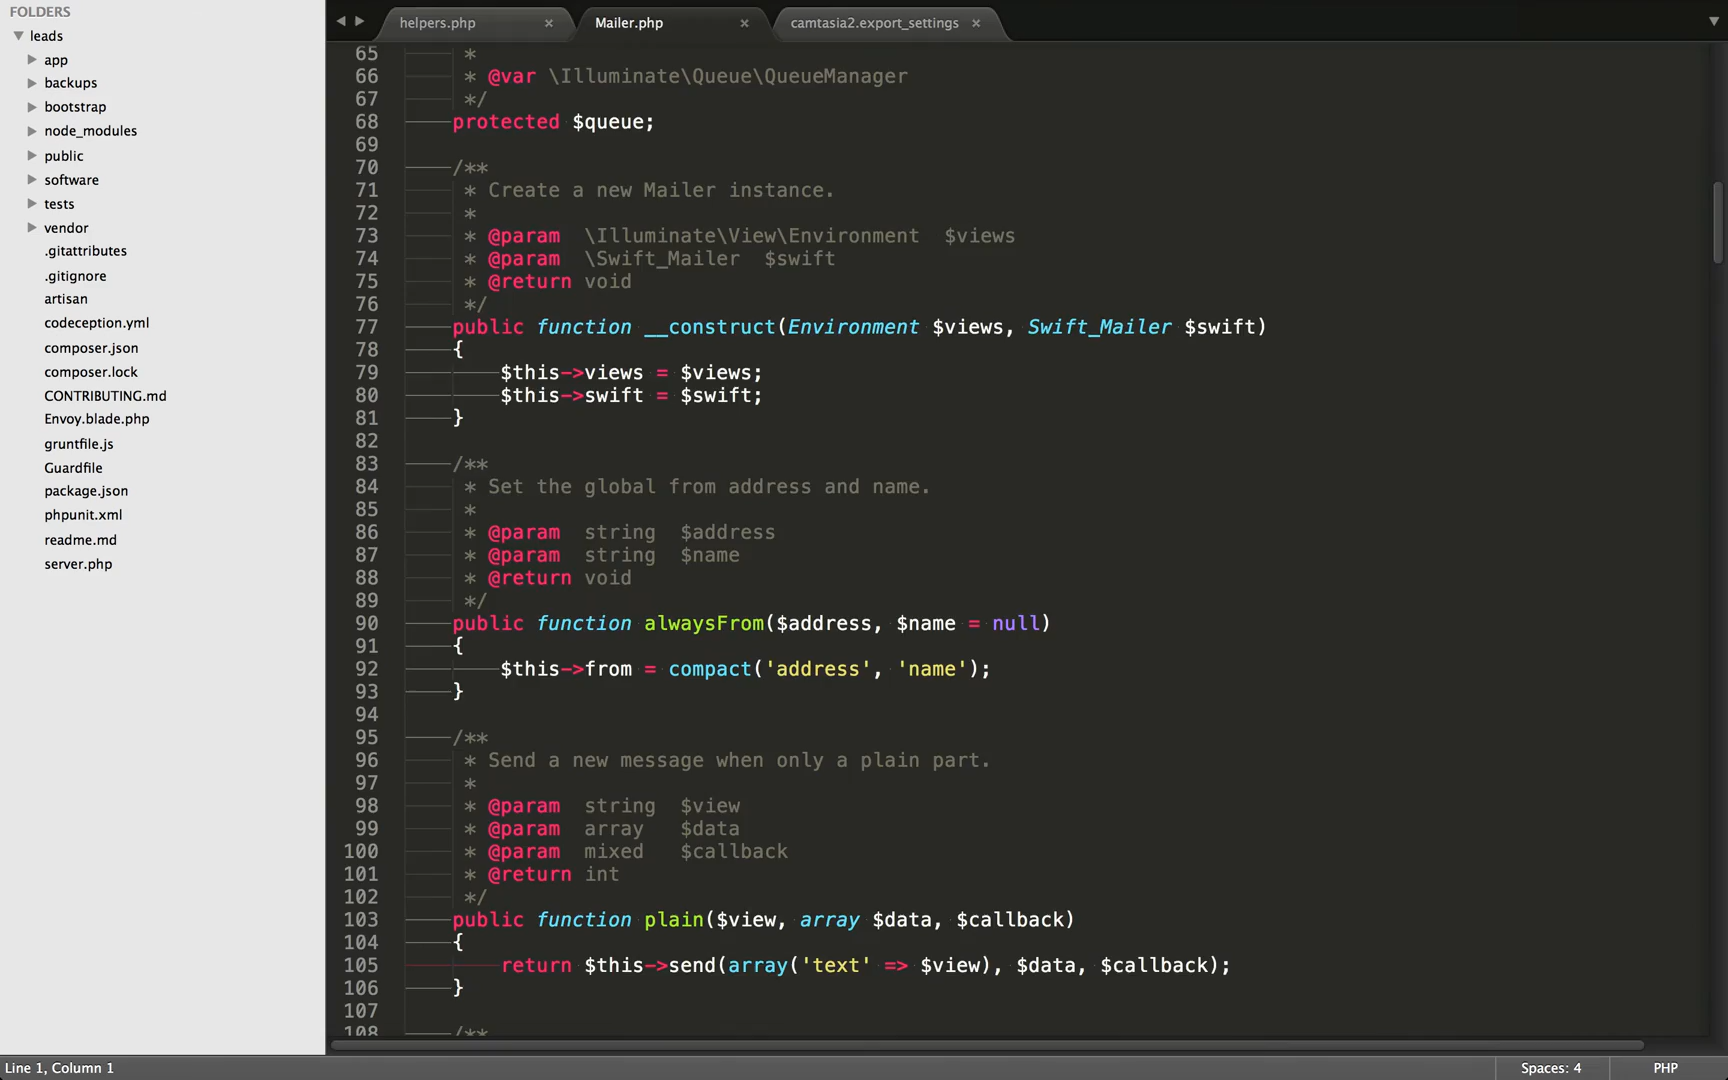 FOLDERS
leads
app
backups
bootstrap
node_modules
public
software
tests
vendor
.gitattributes
.gitignore
artisan
codeception.yml
composer.json
composer.lock
CONTRIBUTING.md
Envoy.blade.php
gruntfile.js
Guardfile
package.json
phpunit.xml
readme.md
server.php
helpers.php × Mailer.php × camtasia2.export_settings ×
65 *
66 * @var \Illuminate\Queue\QueueManager
67 */
68 protected $queue;
69
70 /**
71 * Create a new Mailer instance.
72 *
73 * @param \Illuminate\View\Environment $views
74 * @param \Swift_Mailer $swift
75 * @return void
76 */
77 public function __construct(Environment $views, Swift_Mailer $swift)
78 {
79 $this->views = $views;
80 $this->swift = $swift;
81 }
82
83 /**
84 * Set the global from address and name.
85 *
86 * @param string $address
87 * @param string $name
88 * @return void
89 */
90 public function alwaysFrom($address, $name = null)
91 {
92 $this->from = compact('address', 'name');
93 }
94
95 /**
96 * Send a new message when only a plain part.
97 *
98 * @param string $view
99 * @param array $data
100 * @param mixed $callback
101 * @return int
102 */
103 public function plain($view, array $data, $callback)
104 {
105 return $this->send(array('text' => $view), $data, $callback);
106 }
107
108 /**
Line 1, Column 1 Spaces: 4 PHP